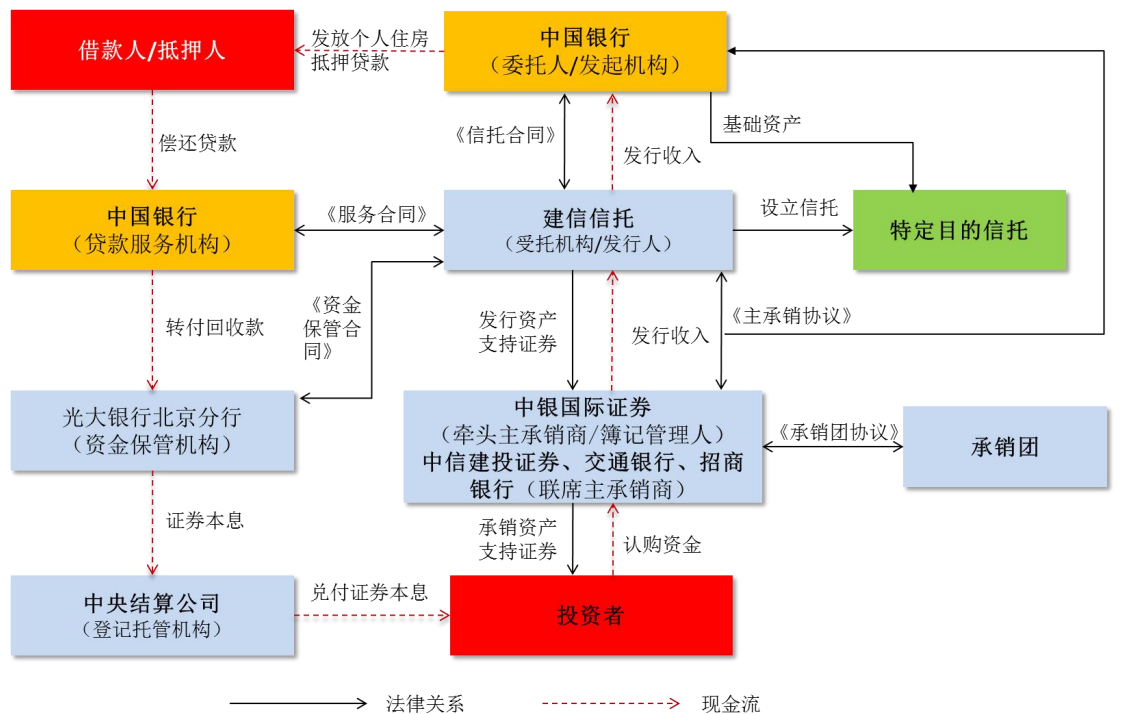 借款人/抵押人
发放个人住房
抵押贷款
中国银行
（委托人/发起机构）
偿还贷款
《信托合同》
发行收入
基础资产
中国银行
（贷款服务机构）
《服务合同》
建信信托
（受托机构/发行人）
设立信托
特定目的信托
转付回收款
《资金
保管合
同》
发行资产
支持证券
发行收入
《主承销协议》
光大银行北京分行
（资金保管机构）
中银国际证券
（牵头主承销商/簿记管理人）
中信建投证券、交通银行、招商
银行（联席主承销商）
《承销团协议》
承销团
证券本息
承销资产
支持证券
认购资金
中央结算公司
（登记托管机构）
兑付证券本息
投资者
法律关系
现金流